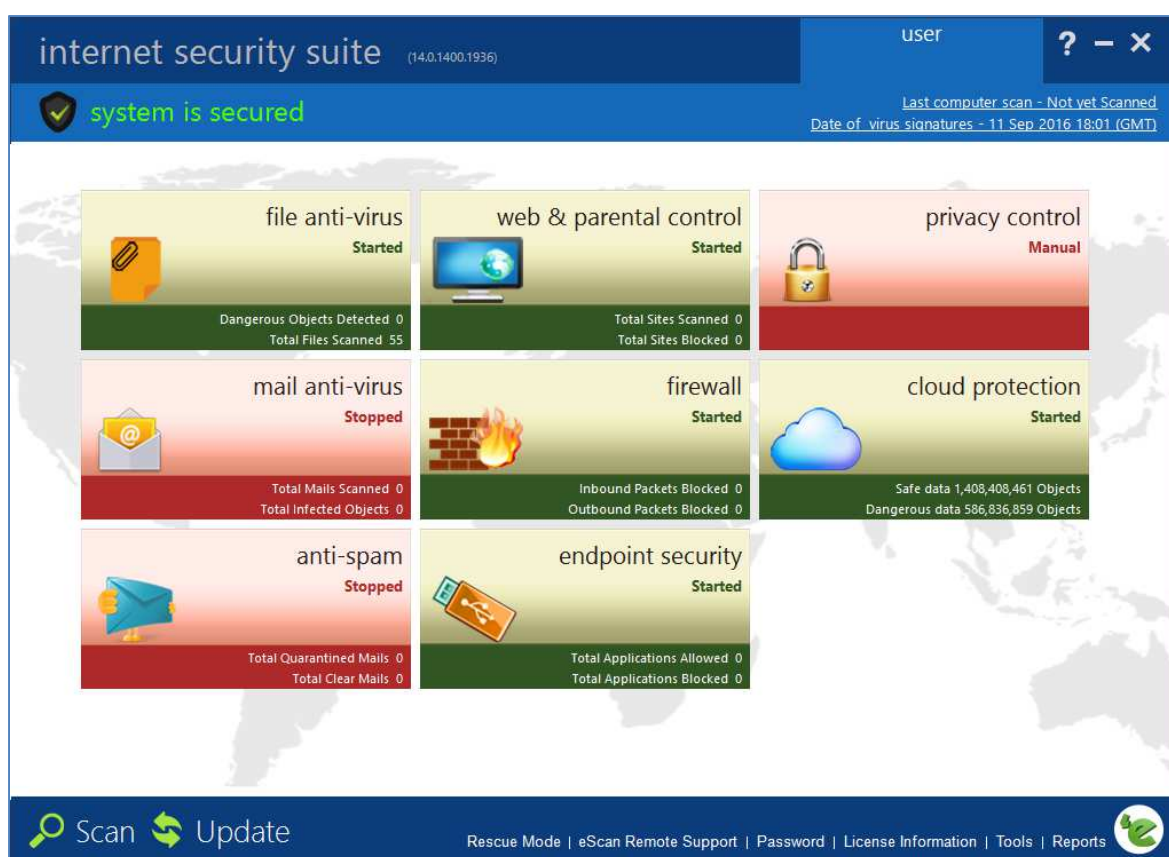 internet security suite (14.0.1400.1936)
user
? – ×
system is secured
Last computer scan - Not yet Scanned
Date of virus signatures - 11 Sep 2016 18:01 (GMT)
file anti-virus
Started
Dangerous Objects Detected 0
Total Files Scanned 55
web & parental control
Started
Total Sites Scanned 0
Total Sites Blocked 0
privacy control
Manual
mail anti-virus
Stopped
Total Mails Scanned 0
Total Infected Objects 0
firewall
Started
Inbound Packets Blocked 0
Outbound Packets Blocked 0
cloud protection
Started
Safe data 1,408,408,461 Objects
Dangerous data 586,836,859 Objects
anti-spam
Stopped
Total Quarantined Mails 0
Total Clear Mails 0
endpoint security
Started
Total Applications Allowed 0
Total Applications Blocked 0
Scan Update
Rescue Mode | eScan Remote Support | Password | License Information | Tools | Reports